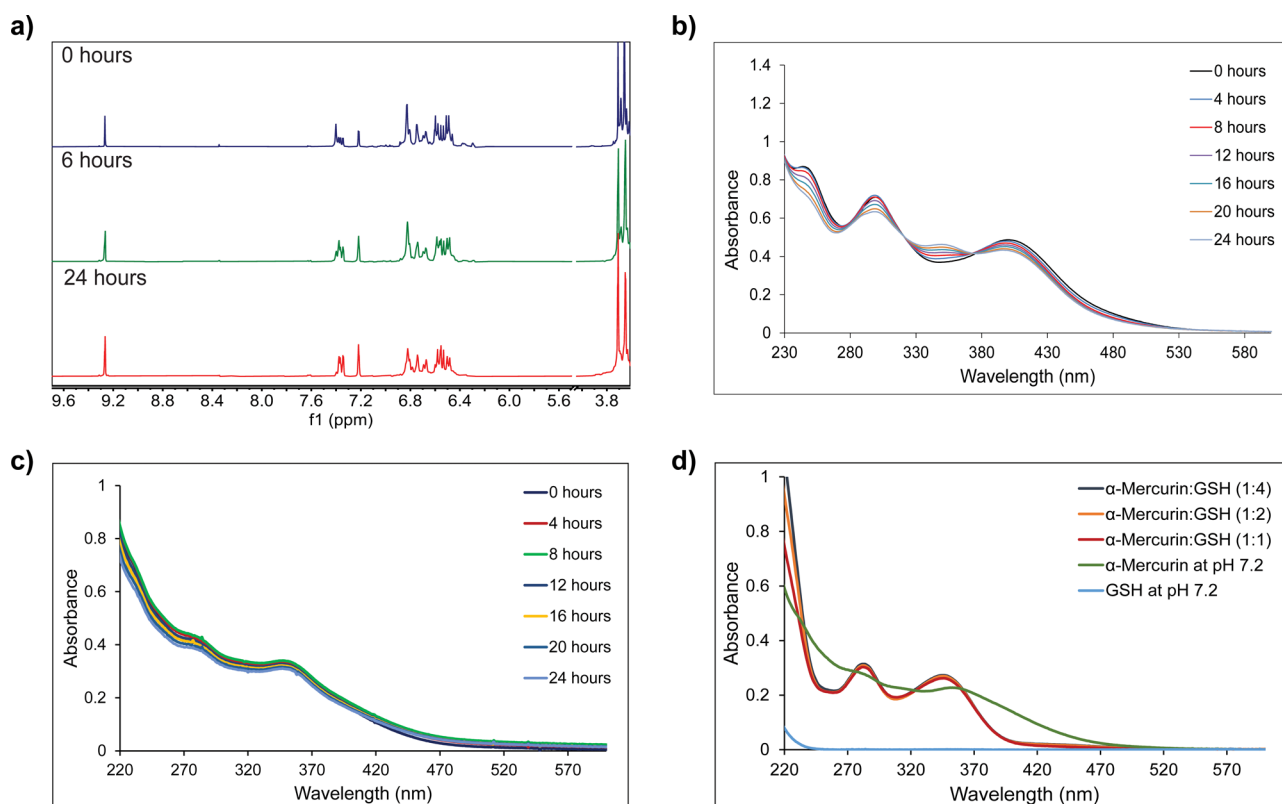 a)
0 hours
6 hours
24 hours
9.6 9.2 8.8 8.4 8.0 7.6 7.2 6.8 6.4 6.0 5.6 3.8
f1 (ppm)
b)
1.4
1.2
1
0.8
0.6
0.4
0.2
0
Absorbance
230 280 330 380 430 480 530 580
Wavelength (nm)
0 hours
4 hours
8 hours
12 hours
16 hours
20 hours
24 hours
c)
1
0.8
0.6
0.4
0.2
0
Absorbance
220 270 320 370 420 470 520 570
Wavelength (nm)
0 hours
4 hours
8 hours
12 hours
16 hours
20 hours
24 hours
d)
1
0.8
0.6
0.4
0.2
0
Absorbance
220 270 320 370 420 470 520 570
Wavelength (nm)
α-Mercurin:GSH (1:4)
α-Mercurin:GSH (1:2)
α-Mercurin:GSH (1:1)
α-Mercurin at pH 7.2
GSH at pH 7.2